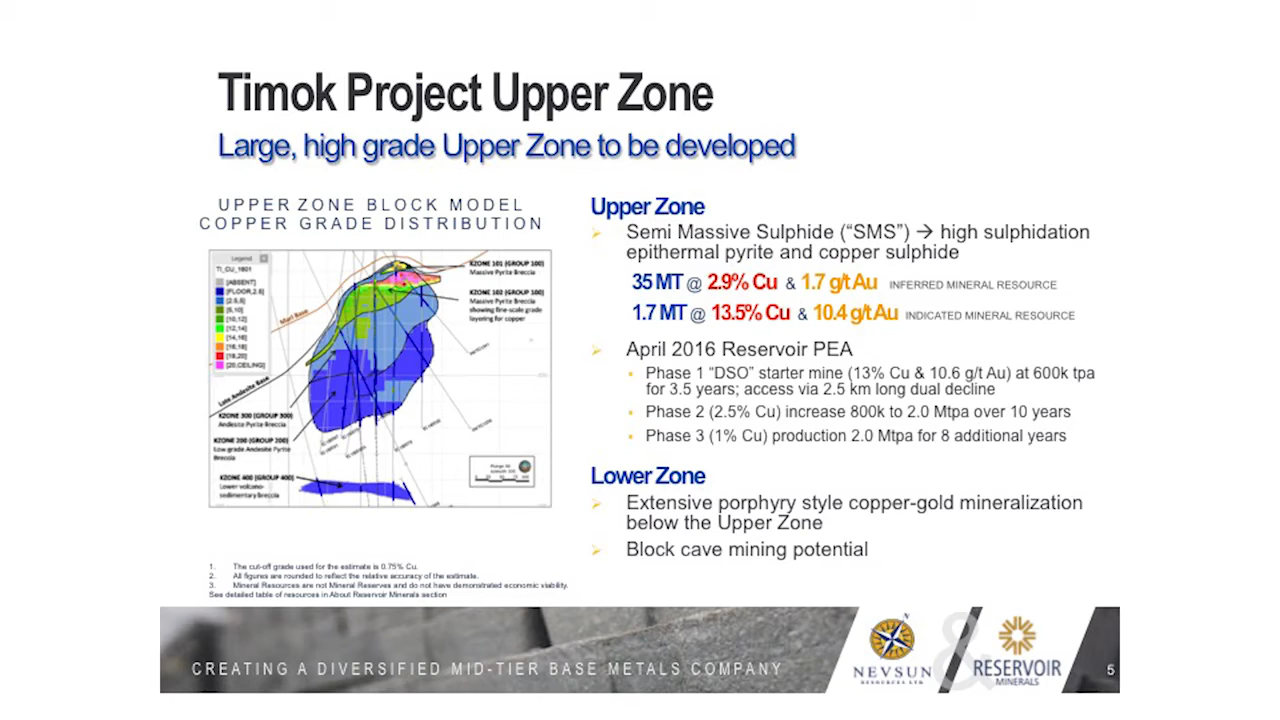 Timok Project Upper Zone
Large, high grade Upper Zone to be developed
UPPER ZONE BLOCK MODEL
COPPER GRADE DISTRIBUTION
Legend
TI_CU_1601
[ABSENT]
[FLOOR,2.5]
[2.5,5]
[5,10]
[10,12]
[12,14]
[14,16]
[16,18]
[18,20]
[20,CEILING]
KZONE 101 (GROUP 100)
Massive Pyrite Breccia
KZONE 102 (GROUP 100)
Massive Pyrite Breccia
showing fine-scale grade
layering for copper
Marl Base
Late Andesite Base
KZONE 300 (GROUP 300)
Andesite Pyrite Breccia
KZONE 200 (GROUP 200)
Low grade Andesite Pyrite
Breccia
KZONE 400 (GROUP 400)
Lower volcano-
sedimentary breccia
Upper Zone
Semi Massive Sulphide (“SMS”) → high sulphidation
epithermal pyrite and copper sulphide
35 MT @ 2.9% Cu & 1.7 g/t Au INFERRED MINERAL RESOURCE
1.7 MT @ 13.5% Cu & 10.4 g/t Au INDICATED MINERAL RESOURCE
April 2016 Reservoir PEA
Phase 1 “DSO” starter mine (13% Cu & 10.6 g/t Au) at 600k tpa
for 3.5 years; access via 2.5 km long dual decline
Phase 2 (2.5% Cu) increase 800k to 2.0 Mtpa over 10 years
Phase 3 (1% Cu) production 2.0 Mtpa for 8 additional years
Lower Zone
Extensive porphyry style copper-gold mineralization
below the Upper Zone
Block cave mining potential
1. The cut-off grade used for the estimate is 0.75% Cu.
2. All figures are rounded to reflect the relative accuracy of the estimate.
3. Mineral Resources are not Mineral Reserves and do not have demonstrated economic viability.
See detailed table of resources in About Reservoir Minerals section
CREATING A DIVERSIFIED MID-TIER BASE METALS COMPANY
NEVSUN
RESOURCES LTD.
&
RESERVOIR
MINERALS
5